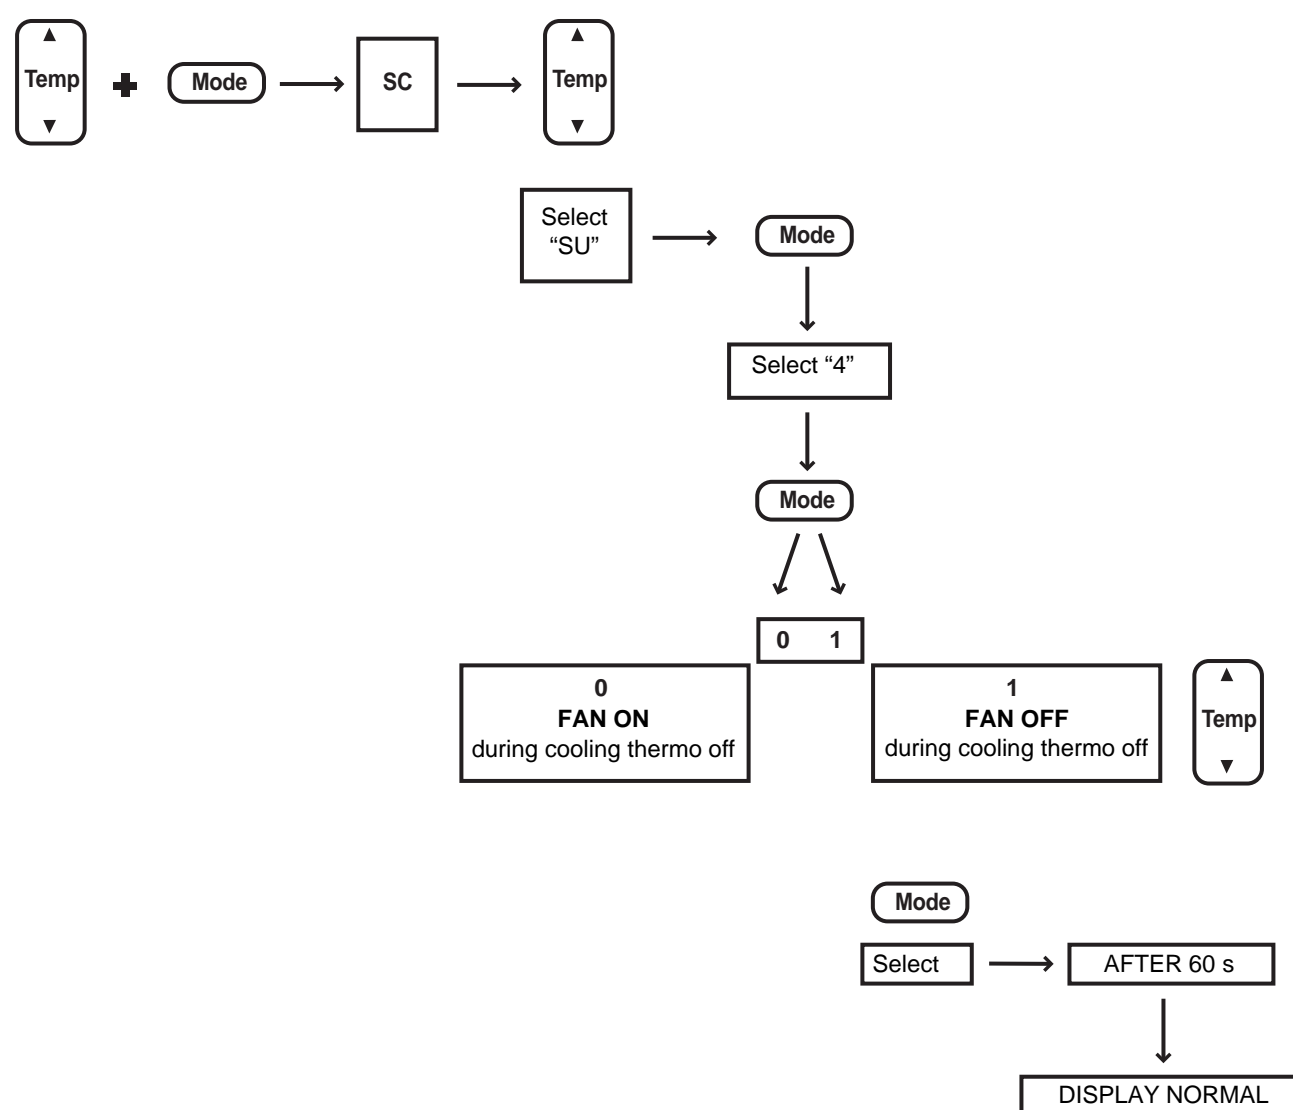 ▲
Temp
▼
+
Mode
SC
▲
Temp
▼
Select
“SU”
Mode
Select “4”
Mode
0 1
0
FAN ON
during cooling thermo off
1
FAN OFF
during cooling thermo off
▲
Temp
▼
Mode
Select
AFTER 60 s
DISPLAY NORMAL